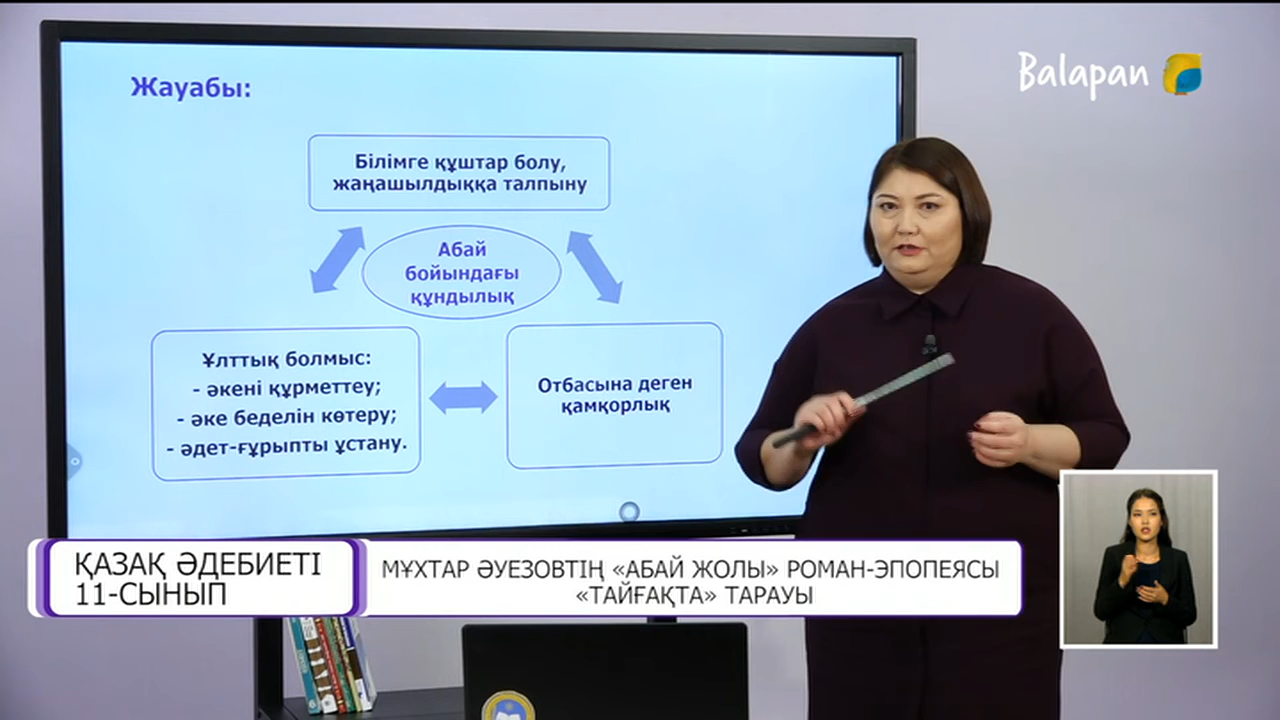 Balapan
Жауабы:
Білімге құштар болу,
жаңашылдыққа талпыну
Абай
бойындағы
құндылық
Ұлттық болмыс:
- әкені құрметтеу;
- әке беделін көтеру;
- әдет-ғұрыпты ұстану.
Отбасына деген
қамқорлық
ҚАЗАҚ ӘДЕБИЕТІ
11-СЫНЫП
МҰХТАР ӘУЕЗОВТІҢ «АБАЙ ЖОЛЫ» РОМАН-ЭПОПЕЯСЫ
«ТАЙҒАҚТА» ТАРАУЫ